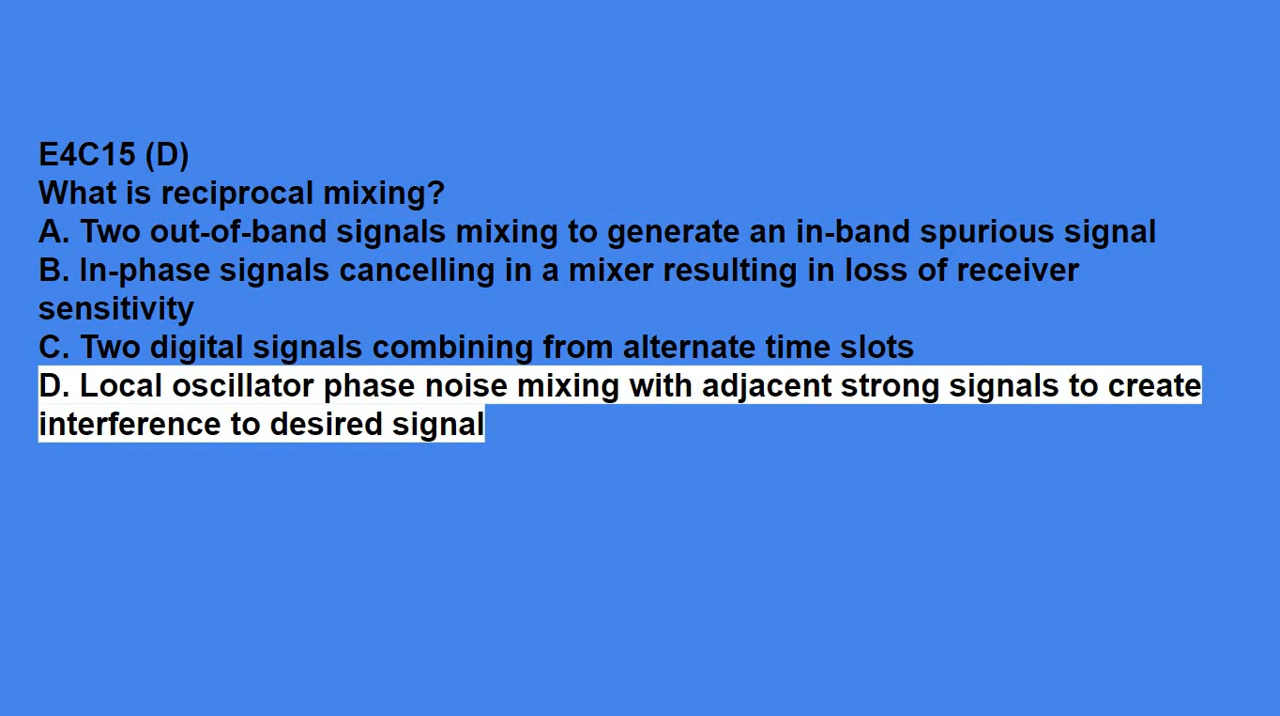 E4C15 (D)
What is reciprocal mixing?
A. Two out-of-band signals mixing to generate an in-band spurious signal
B. In-phase signals cancelling in a mixer resulting in loss of receiver
sensitivity
C. Two digital signals combining from alternate time slots
D. Local oscillator phase noise mixing with adjacent strong signals to create
interference to desired signal